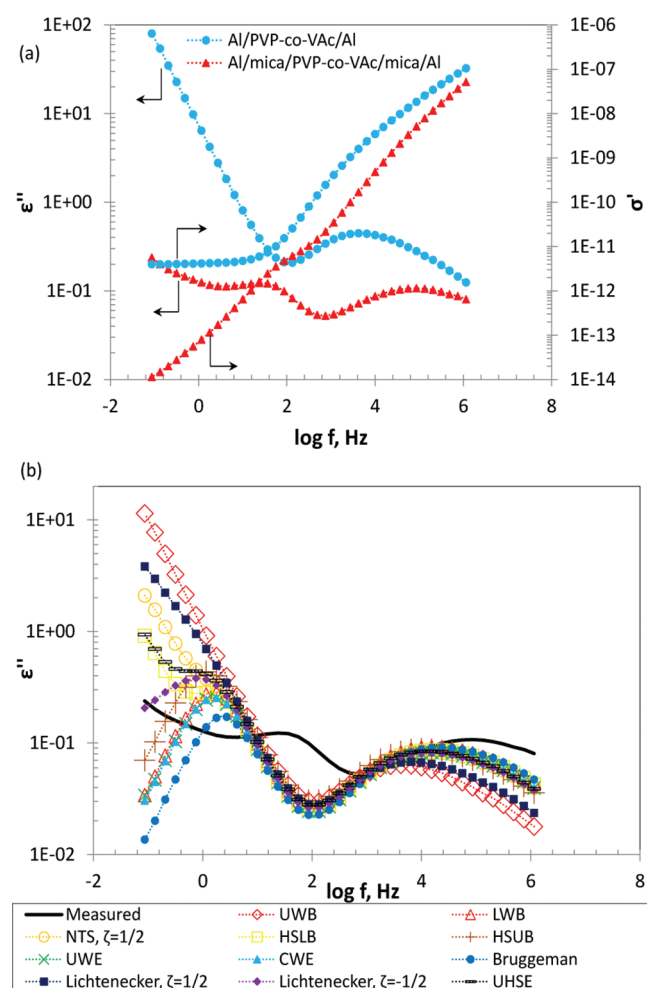 (a)
1E+02
1E+01
1E+00
1E-01
1E-02
ε"
Al/PVP-co-VAc/Al
Al/mica/PVP-co-VAc/mica/Al
1E-06
1E-07
1E-08
1E-09
1E-10
1E-11
1E-12
1E-13
1E-14
σ'
-2 0 2 4 6 8
log f, Hz
(b)
1E+01
1E+00
1E-01
1E-02
ε"
-2 0 2 4 6 8
log f, Hz
Measured UWB LWB
NTS, ζ=1/2 HSLB HSUB
UWE CWE Bruggeman
Lichtenecker, ζ=1/2 Lichtenecker, ζ=-1/2 UHSE